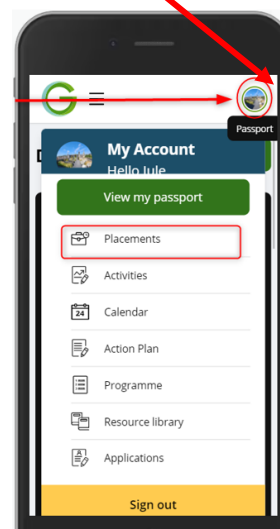 G
Passport
My Account
Hello Jule
View my passport
Placements
Activities
24
Calendar
Action Plan
Programme
Resource library
Applications
Sign out